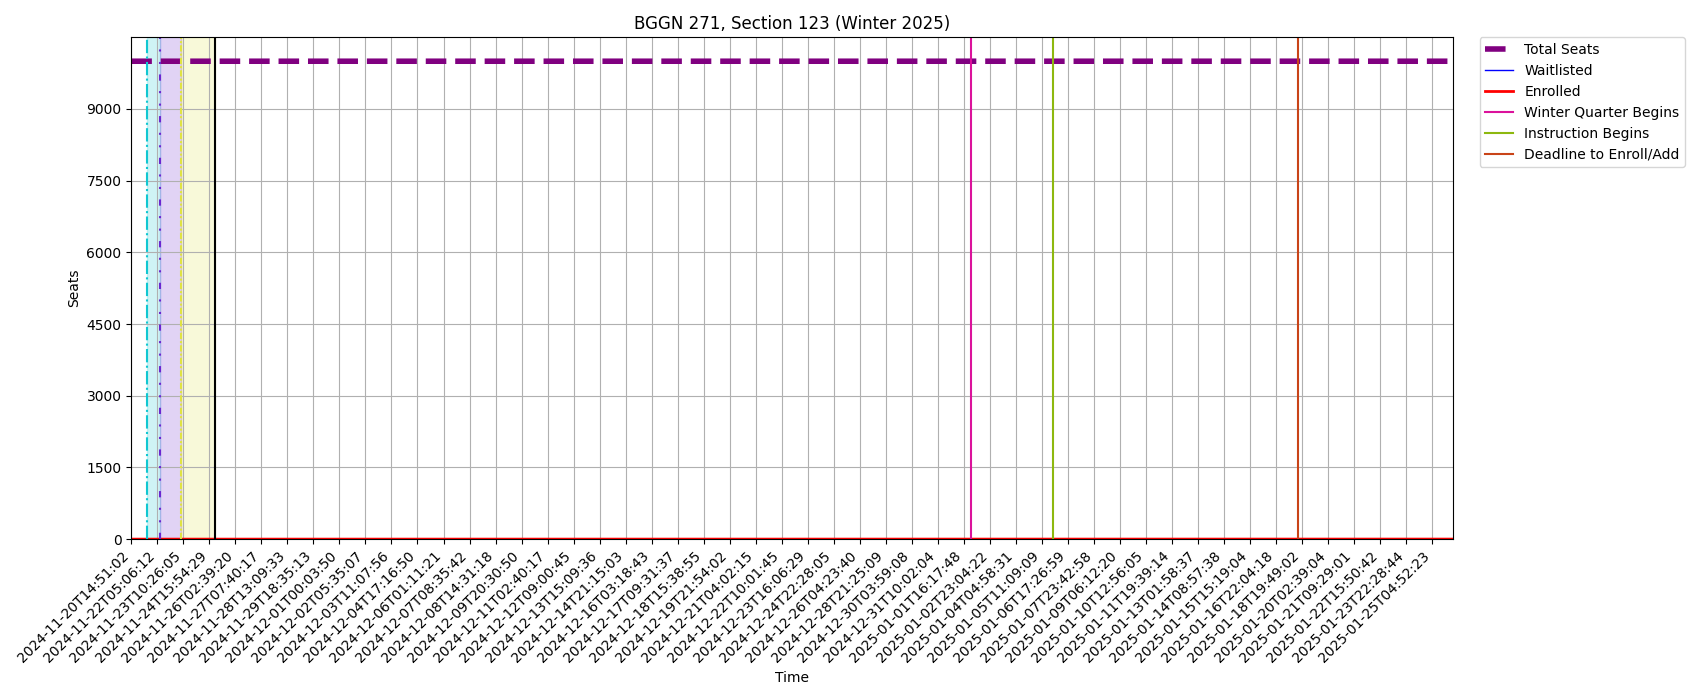 BGGN 271, Section 123 (Winter 2025)
Total Seats
Waitlisted
Enrolled
Winter Quarter Begins
Instruction Begins
Deadline to Enroll/Add
Seats
9000
7500
6000
4500
3000
1500
0
2024-11-20T14:51:02
2024-11-22T05:06:12
2024-11-23T10:26:05
2024-11-24T15:54:29
2024-11-26T02:39:20
2024-11-27T07:40:17
2024-11-28T13:09:33
2024-11-29T18:35:13
2024-12-01T00:03:50
2024-12-02T05:35:07
2024-12-03T11:07:56
2024-12-04T17:16:50
2024-12-06T01:11:21
2024-12-07T08:35:42
2024-12-08T14:31:18
2024-12-09T20:30:50
2024-12-11T02:40:17
2024-12-12T09:00:45
2024-12-13T15:09:36
2024-12-14T21:15:03
2024-12-16T03:18:43
2024-12-17T09:31:37
2024-12-18T15:38:55
2024-12-19T21:54:02
2024-12-21T04:02:15
2024-12-22T10:01:45
2024-12-23T16:06:29
2024-12-24T22:28:05
2024-12-26T04:23:40
2024-12-28T21:25:09
2024-12-30T03:59:08
2024-12-31T10:02:04
2025-01-01T16:17:48
2025-01-02T23:04:22
2025-01-04T04:58:31
2025-01-05T11:09:09
2025-01-06T17:26:59
2025-01-07T23:42:58
2025-01-09T06:12:20
2025-01-10T12:56:05
2025-01-11T19:39:14
2025-01-13T01:58:37
2025-01-14T08:57:38
2025-01-15T15:19:04
2025-01-16T22:04:18
2025-01-18T19:49:02
2025-01-20T02:39:04
2025-01-21T09:29:01
2025-01-22T15:50:42
2025-01-23T22:28:44
2025-01-25T04:52:23
Time